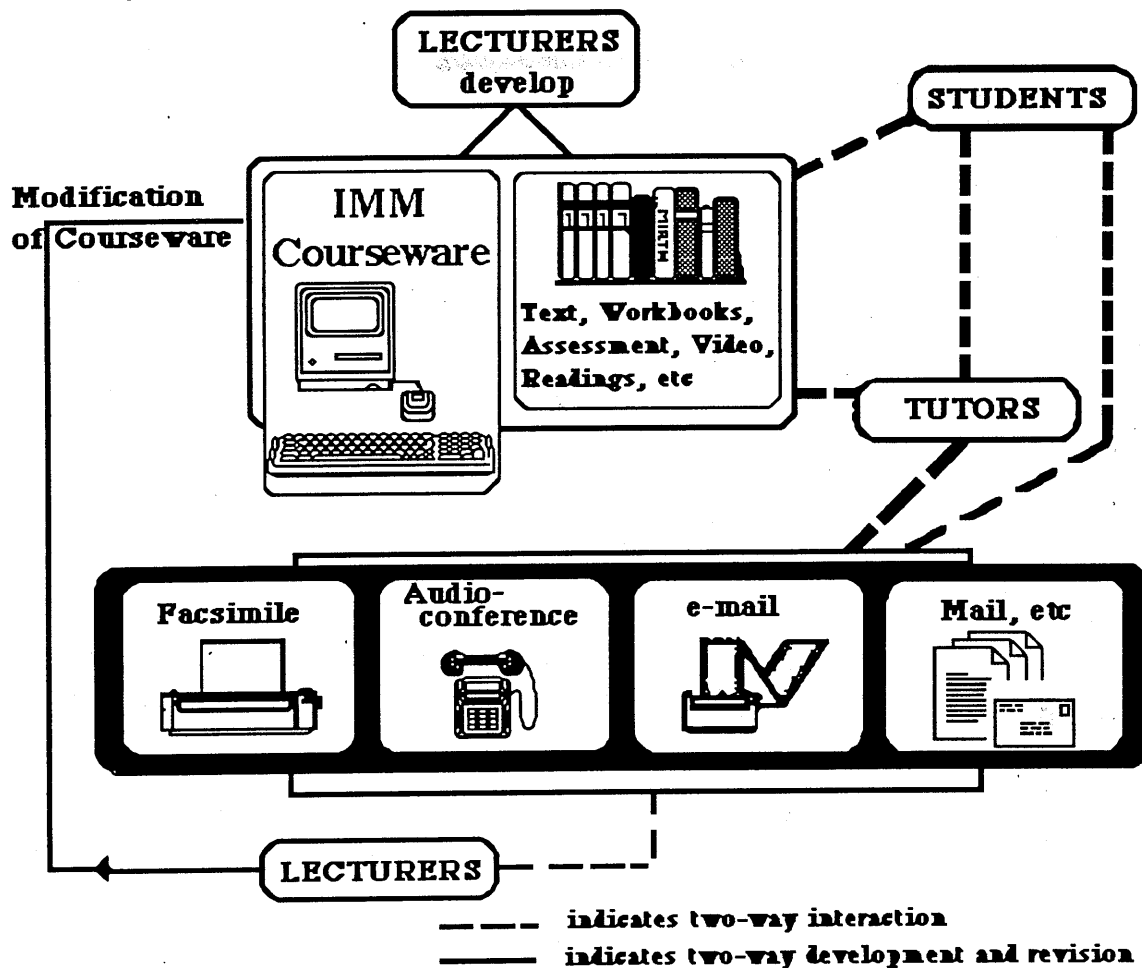 LECTURERS
develop
STUDENTS
Modification
of Courseware
IMM
Courseware
MIRTM
Text, Workbooks,
Assessment, Video,
Readings, etc
TUTORS
Facsimile
Audio-
conference
e-mail
Mail, etc
LECTURERS
indicates two-way interaction
indicates two-way development and revision